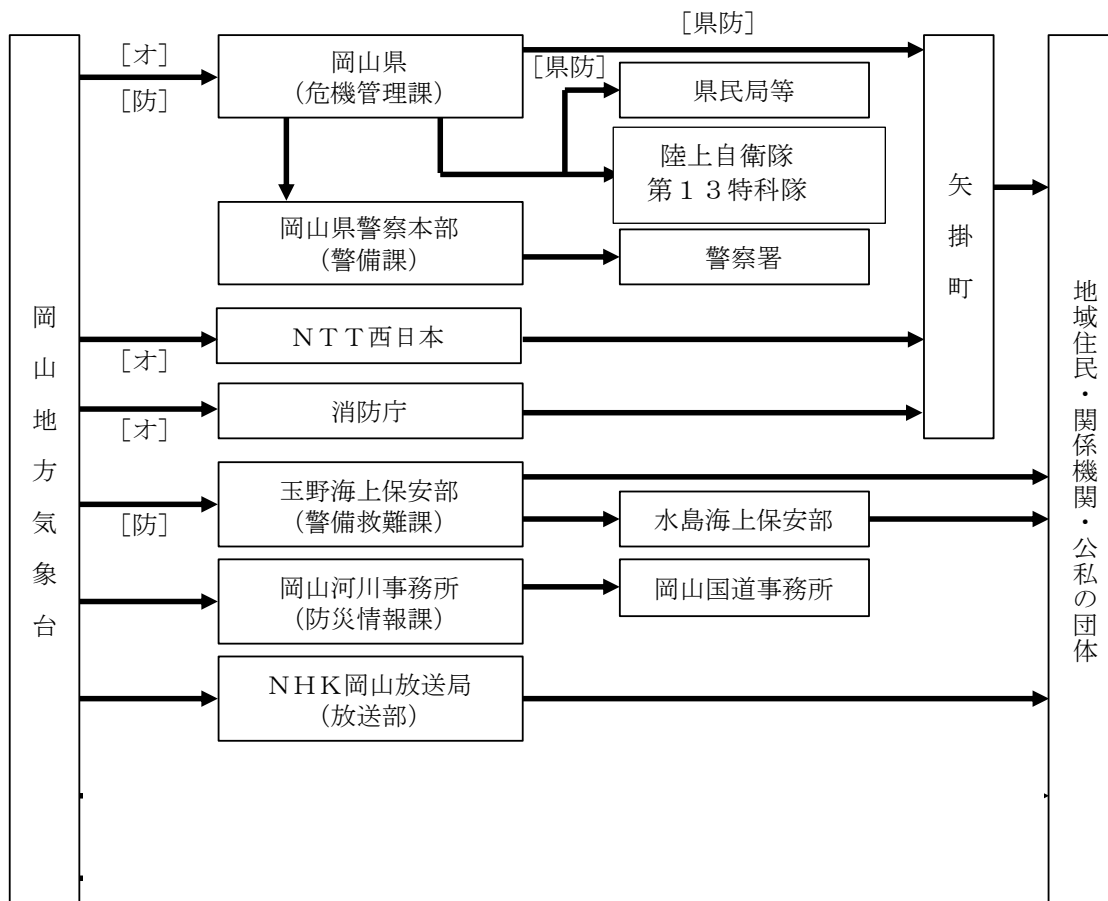 岡山地方気象台
［オ］
［防］
岡山県
（危機管理課）
［県防］
［県防］
県民局等
陸上自衛隊
第１３特科隊
岡山県警察本部
（警備課）
警察署
矢掛町
［オ］
ＮＴＴ西日本
［オ］
消防庁
［防］
玉野海上保安部
（警備救難課）
水島海上保安部
岡山河川事務所
（防災情報課）
岡山国道事務所
ＮＨＫ岡山放送局
（放送部）
地域住民・関係機関・公私の団体